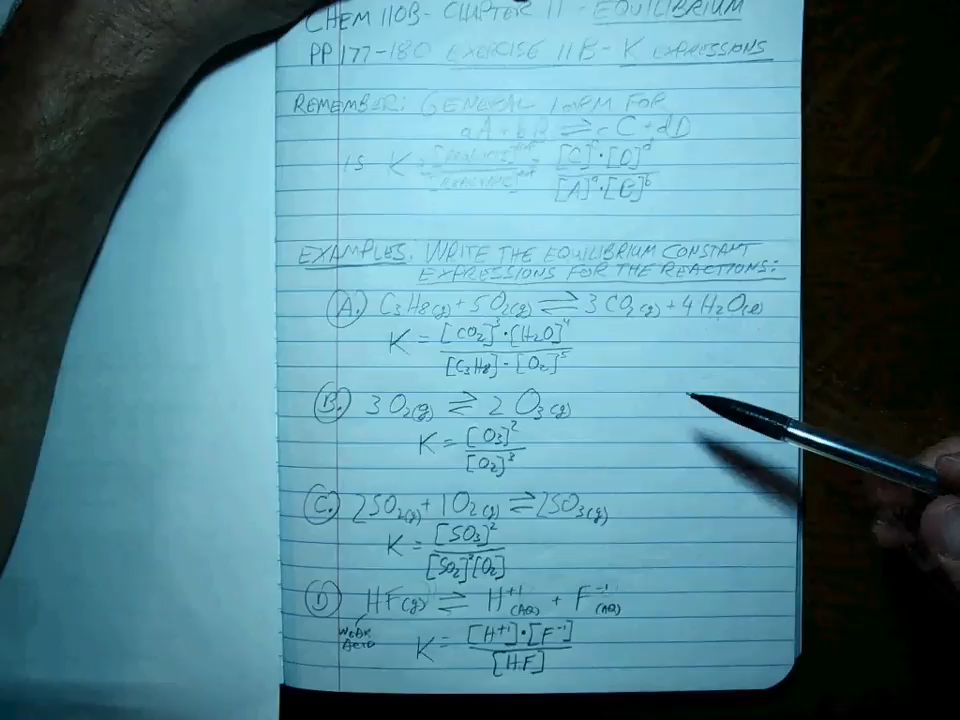 CHEM 110B - CHAPTER 11 - EQUILIBRIUM
PP 177-180 EXERCISE 11B - K EXPRESSIONS
REMEMBER: GENERAL FORM FOR
aA + bB ⇌ cC + dD
IS K = [C]^c · [D]^d
[A]^a · [B]^b
EXAMPLES: WRITE THE EQUILIBRIUM CONSTANT
EXPRESSIONS FOR THE REACTIONS:
A.) C3H8(g) + 5O2(g) ⇌ 3CO2(g) + 4H2O(l)
K = [CO2]^3 · [H2O]^4
[C3H8] · [O2]^5
B.) 3O2(g) ⇌ 2O3(g)
K = [O3]^2
[O2]^3
C.) 2SO2(g) + 1O2(g) ⇌ 2SO3(g)
K = [SO3]^2
[SO2]^2[O2]
D HF(g) ⇌ H^+1(AQ) + F^-1(AQ)
WEAK ACID
K = [H^+1] · [F^-1]
[HF]